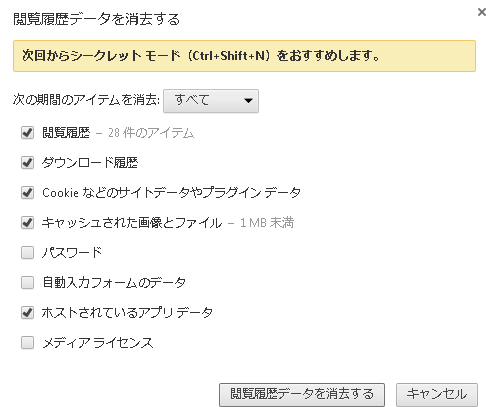 閲覧履歴データを消去する
次回からシークレット モード（Ctrl+Shift+N）をおすすめします。
次の期間のアイテムを消去: すべて
閲覧履歴 – 28 件のアイテム
ダウンロード履歴
Cookie などのサイトデータやプラグイン データ
キャッシュされた画像とファイル – 1 MB 未満
パスワード
自動入力フォームのデータ
ホストされているアプリ データ
メディア ライセンス
閲覧履歴データを消去する キャンセル